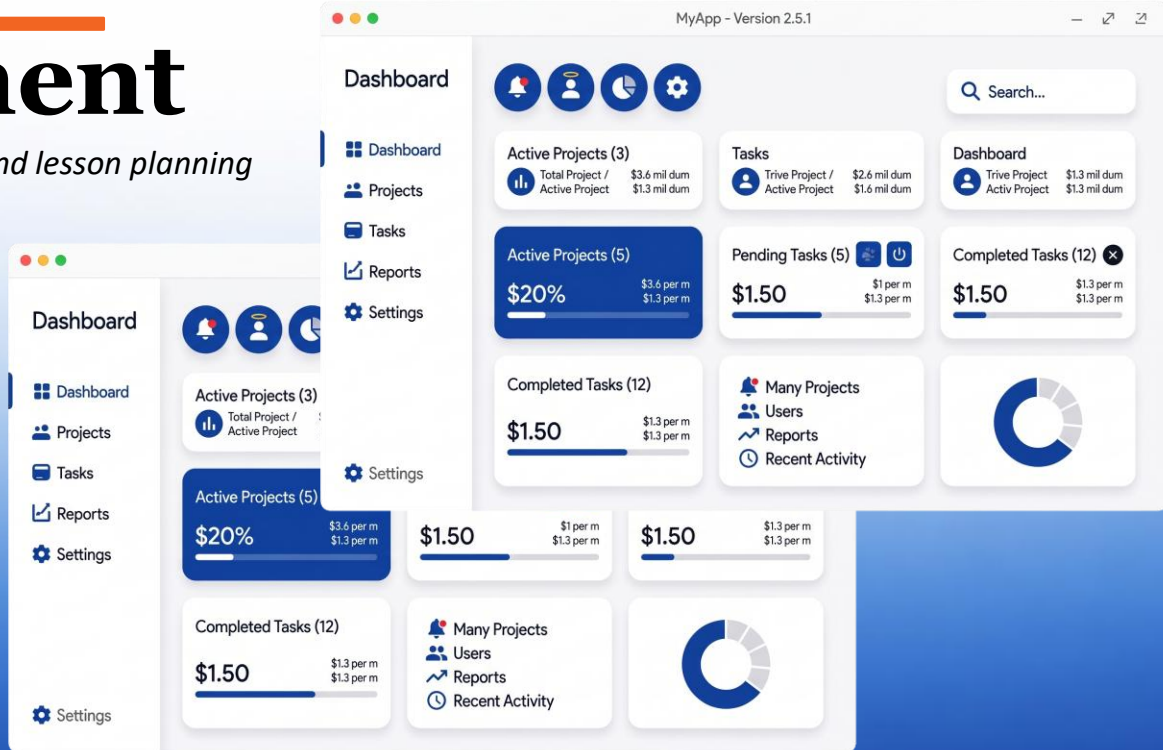 nent
nd lesson planning
MyApp - Version 2.5.1
Dashboard
Search...
Dashboard
Projects
Tasks
Reports
Settings
Settings
Active Projects (3)
Total Project / $3.6 mil dum
Active Project $1.3 mil dum
Tasks
Trive Project / $2.6 mil dum
Active Project $1.6 mil dum
Dashboard
Trive Project $1.3 mil dum
Activ Project $1.3 mil dum
Active Projects (5)
$20%
$3.6 per m
$1.3 per m
Pending Tasks (5)
$1.50
$1 per m
$1.3 per m
Completed Tasks (12)
$1.50
$1.3 per m
$1.3 per m
Completed Tasks (12)
$1.50
$1.3 per m
$1.3 per m
Many Projects
Users
Reports
Recent Activity
Dashboard
Dashboard
Projects
Tasks
Reports
Settings
Settings
Active Projects (3)
Total Project /
Active Project
Active Projects (5)
$20%
$3.6 per m
$1.3 per m
$1.50
$1 per m
$1.3 per m
$1.50
$1.3 per m
$1.3 per m
Completed Tasks (12)
$1.50
$1.3 per m
$1.3 per m
Many Projects
Users
Reports
Recent Activity